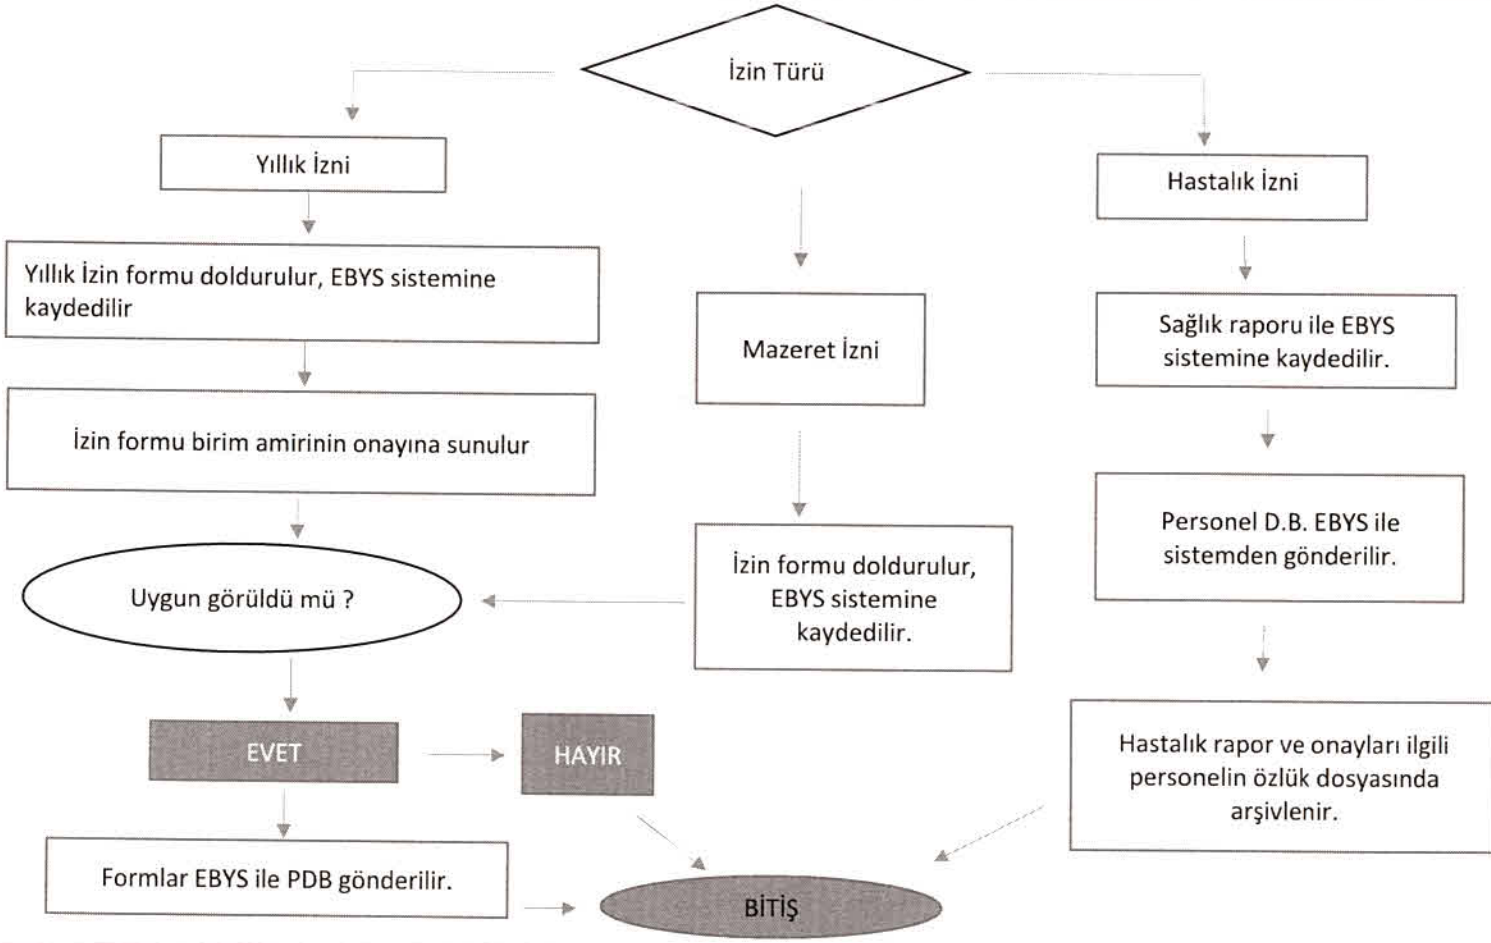 İzin Türü
Yıllık İzni
Yıllık İzin formu doldurulur, EBYS sistemine
kaydedilir
İzin formu birim amirinin onayına sunulur
Uygun görüldü mü ?
EVET
HAYIR
Formlar EBYS ile PDB gönderilir.
Mazeret İzni
İzin formu doldurulur,
EBYS sistemine
kaydedilir.
Hastalık İzni
Sağlık raporu ile EBYS
sistemine kaydedilir.
Personel D.B. EBYS ile
sistemden gönderilir.
Hastalık rapor ve onayları ilgili
personelin özlük dosyasında
arşivlenir.
BİTİŞ